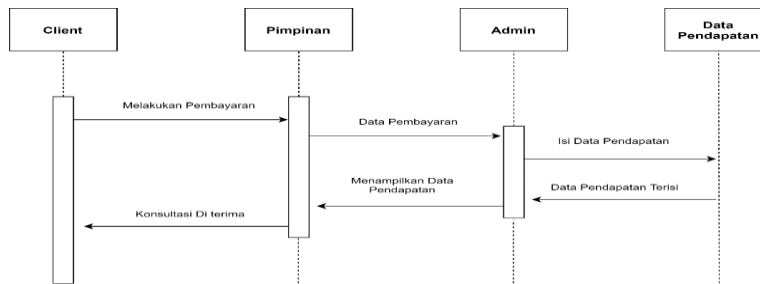 Client
Pimpinan
Admin
Data
Pendapatan
Melakukan Pembayaran
Data Pembayaran
Isi Data Pendapatan
Menampilkan Data
Pendapatan
Data Pendapatan Terisi
Konsultasi Di terima